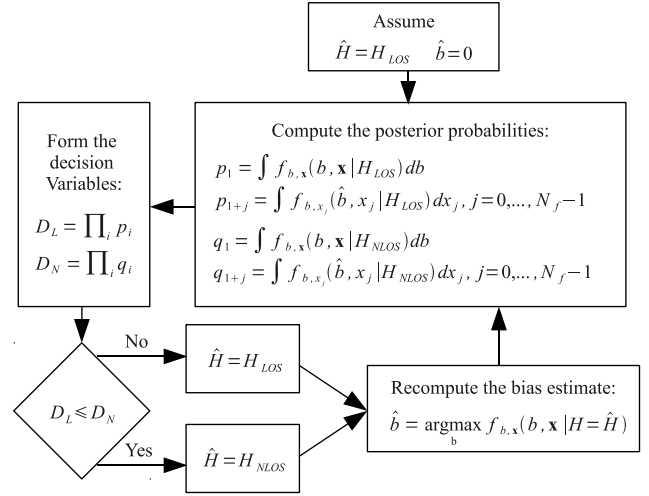 Assume
Ĥ = H_LOS   b̂ = 0
Compute the posterior probabilities:
p_1 = ∫ f_{b,𝐱}(b, 𝐱 | H_LOS) db
p_{1+j} = ∫ f_{b,x_j}(b̂, x_j | H_LOS) dx_j, j=0,..., N_f −1
q_1 = ∫ f_{b,𝐱}(b, 𝐱 | H_NLOS) db
q_{1+j} = ∫ f_{b,x_j}(b̂, x_j | H_NLOS) dx_j, j=0,..., N_f −1
Form the
decision
Variables:
D_L = ∏_i p_i
D_N = ∏_i q_i
D_L ⩽ D_N
No
Ĥ = H_LOS
Yes
Ĥ = H_NLOS
Recompute the bias estimate:
b̂ = argmax_b f_{b,𝐱}(b, 𝐱 | H = Ĥ)